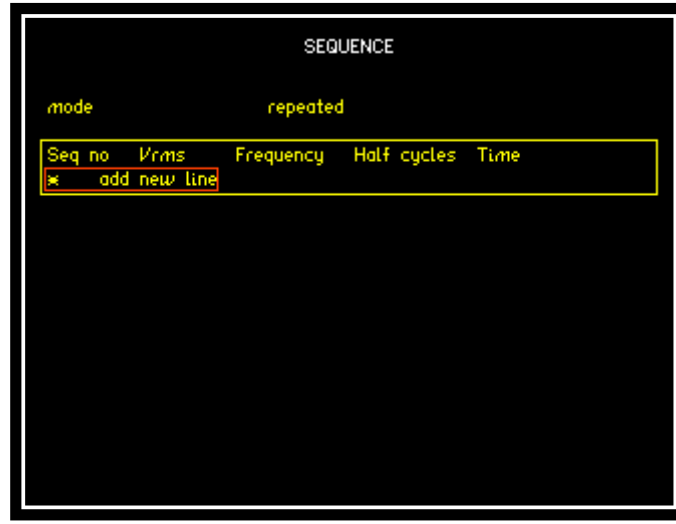 SEQUENCE
mode repeated
Seq no Vrms Frequency Half cycles Time
* add new line